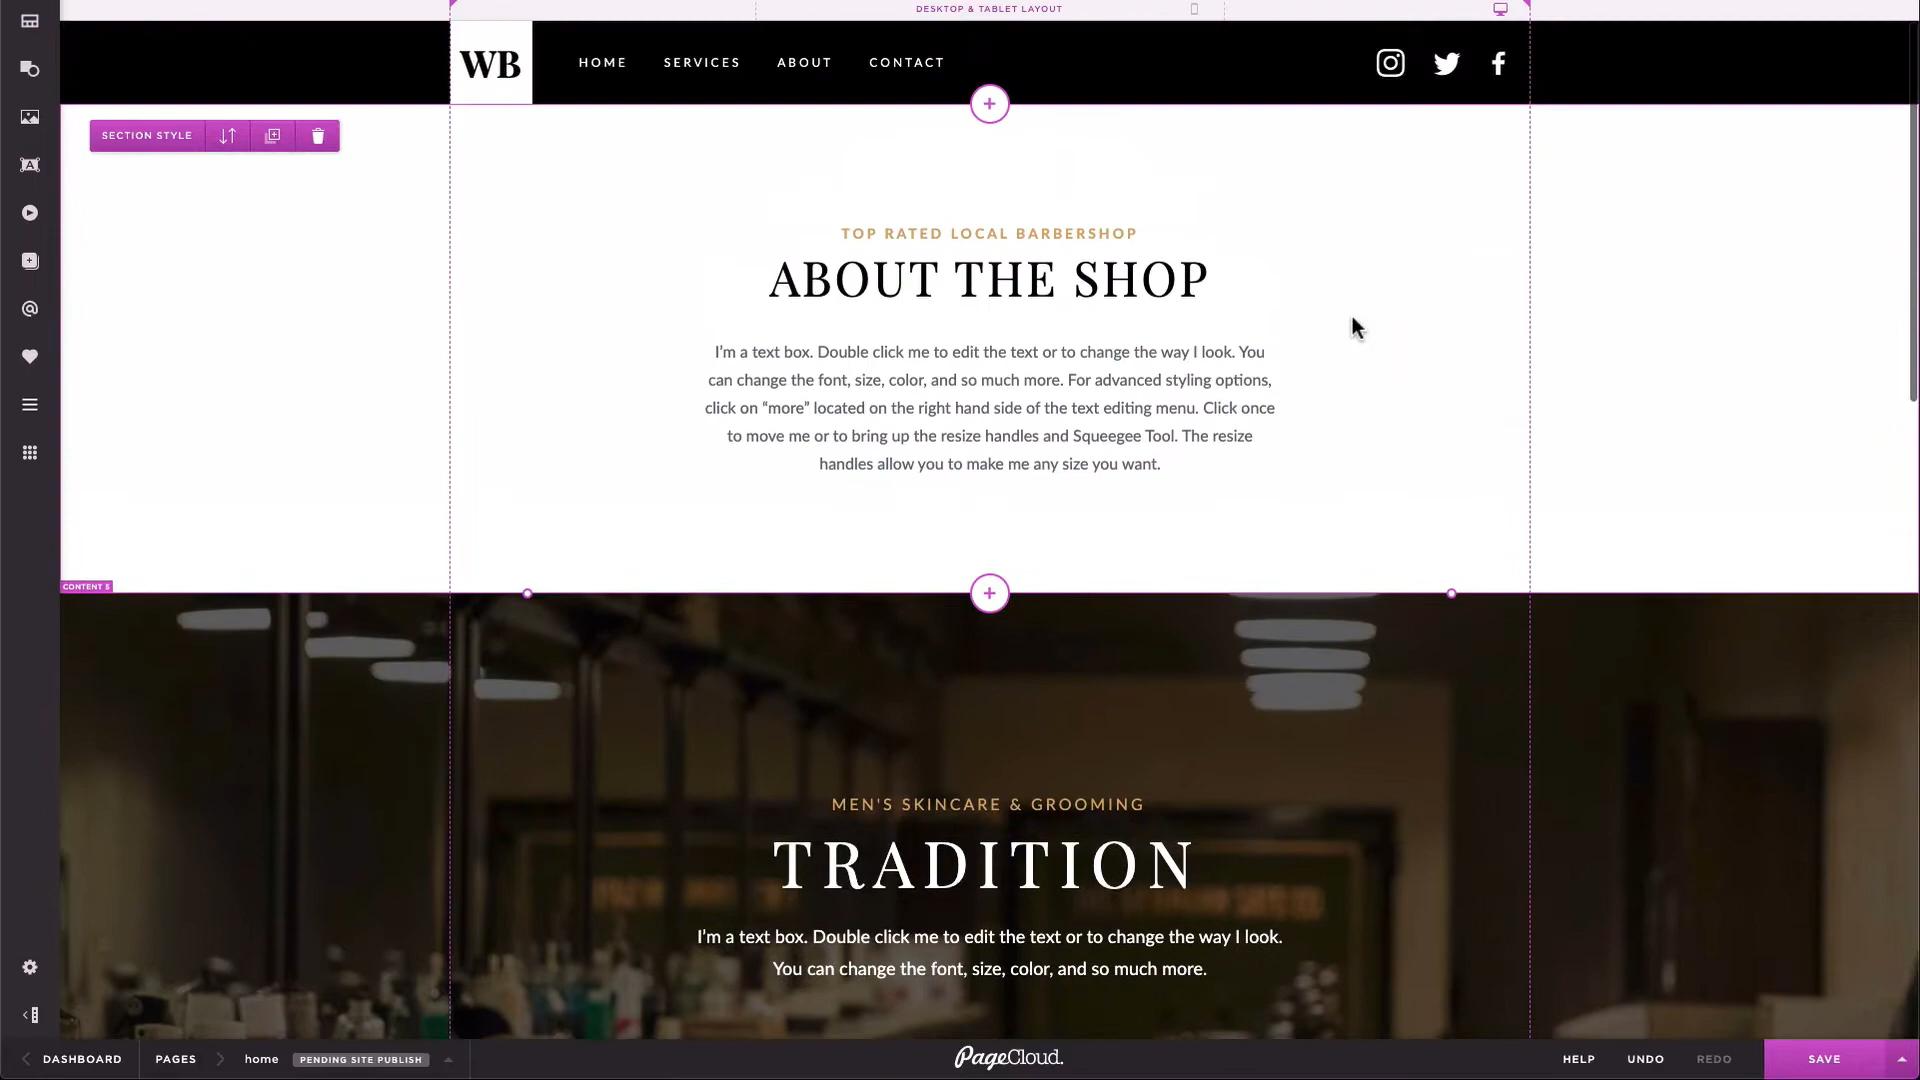 DESKTOP & TABLET LAYOUT
WB
HOME
SERVICES
ABOUT
CONTACT
SECTION STYLE
TOP RATED LOCAL BARBERSHOP
ABOUT THE SHOP
I'm a text box. Double click me to edit the text or to change the way I look. You
can change the font, size, color, and so much more. For advanced styling options,
click on “more” located on the right hand side of the text editing menu. Click once
to move me or to bring up the resize handles and Squeegee Tool. The resize
handles allow you to make me any size you want.
CONTENT 5
MEN'S SKINCARE & GROOMING
TRADITION
I'm a text box. Double click me to edit the text or to change the way I look.
You can change the font, size, color, and so much more.
DASHBOARD
PAGES
home
PENDING SITE PUBLISH
PageCloud.
HELP
UNDO
REDO
SAVE